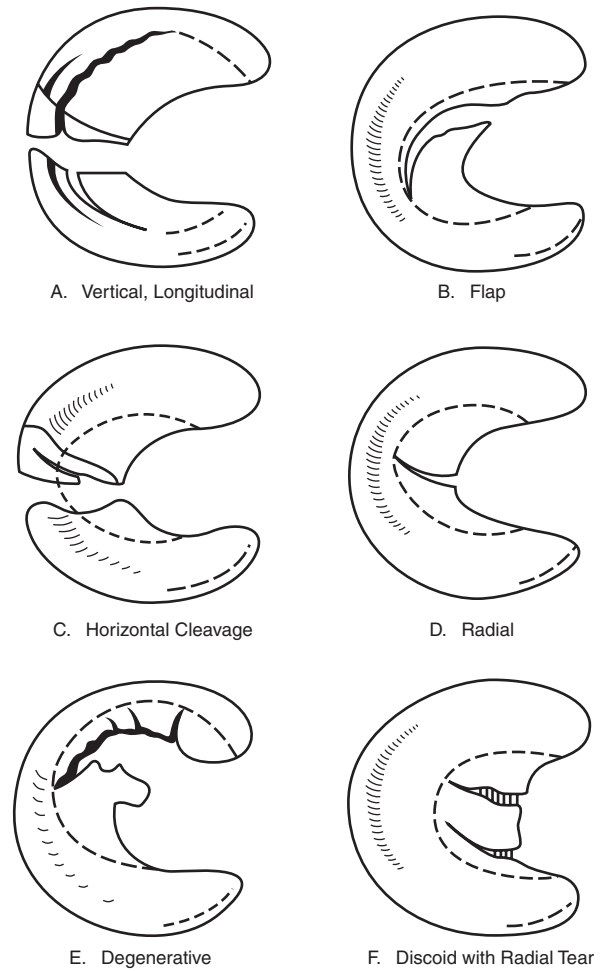 A. Vertical, Longitudinal
B. Flap
C. Horizontal Cleavage
D. Radial
E. Degenerative
F. Discoid with Radial Tear